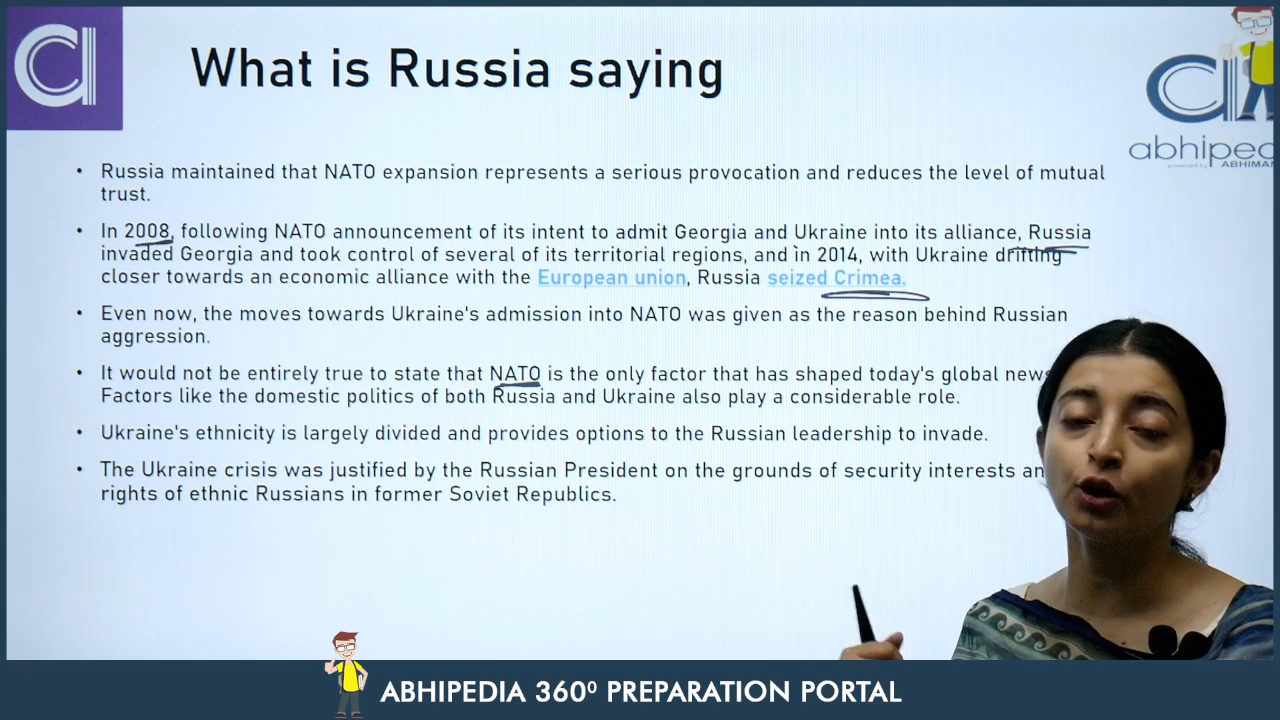 What is Russia saying
abhiped
powered by ABHIMAN
• Russia maintained that NATO expansion represents a serious provocation and reduces the level of mutual
trust.
• In 2008, following NATO announcement of its intent to admit Georgia and Ukraine into its alliance, Russia
invaded Georgia and took control of several of its territorial regions, and in 2014, with Ukraine drifting
closer towards an economic alliance with the European union, Russia seized Crimea.
• Even now, the moves towards Ukraine's admission into NATO was given as the reason behind Russian
aggression.
• It would not be entirely true to state that NATO is the only factor that has shaped today's global news
Factors like the domestic politics of both Russia and Ukraine also play a considerable role.
• Ukraine's ethnicity is largely divided and provides options to the Russian leadership to invade.
• The Ukraine crisis was justified by the Russian President on the grounds of security interests an
rights of ethnic Russians in former Soviet Republics.
ABHIPEDIA 360⁰ PREPARATION PORTAL